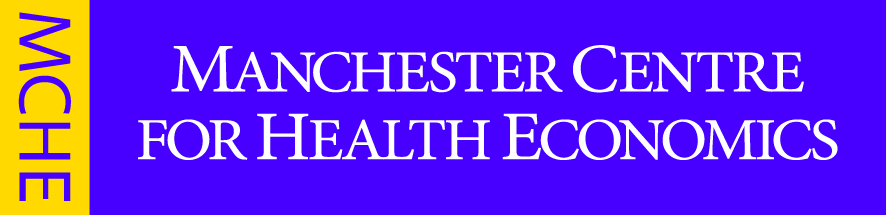 MCHE
MANCHESTER CENTRE
FOR HEALTH ECONOMICS